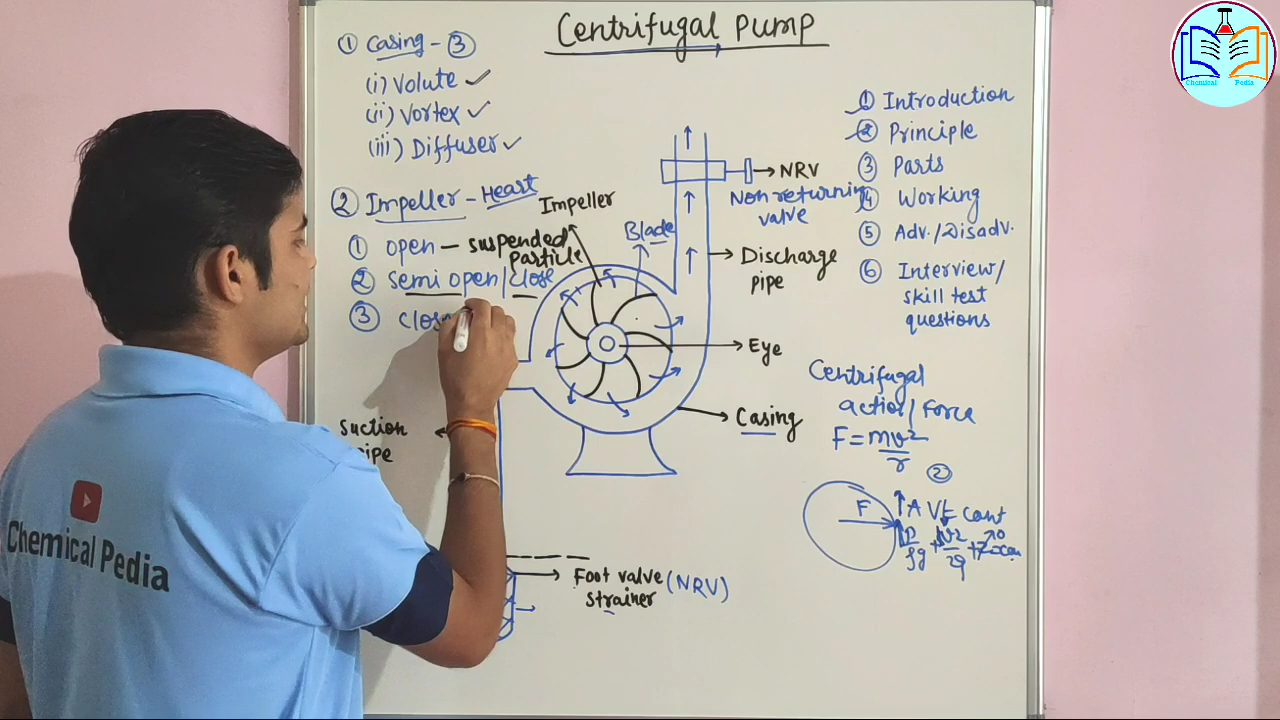 Centrifugal Pump
① Casing - ③
(i) Volute ✓
(ii) Vortex ✓
(iii) Diffuser ✓
② Impeller - Heart
① open — suspended
particle
② semi open/close
③ close
Impeller
Blade
NRV
Non returning
valve
Discharge
pipe
Eye
Casing
Suction
pipe
Foot valve (NRV)
strainer
① Introduction
② Principle
③ Parts
④ Working
⑤ Adv./Disadv.
⑥ Interview/
skill test
questions
Centrifugal
action/Force
F = mv²
r
②
F
A
Chemical Pedia
Chemical Pedia